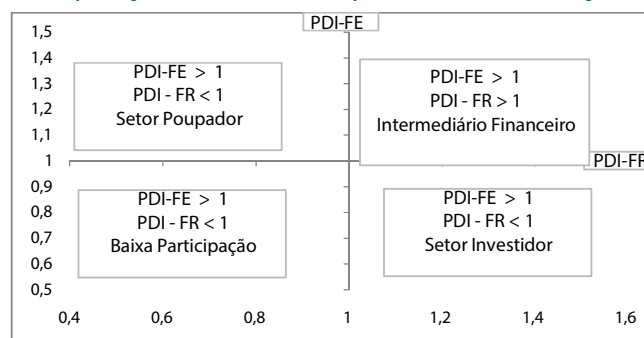 PDI-FE
1,5
1,4
1,3
1,2
1,1
1
0,9
0,8
0,7
0,6
0,5
PDI-FE > 1
PDI - FR < 1
Setor Poupador
PDI-FE > 1
PDI - FR > 1
Intermediário Financeiro
PDI-FR
PDI-FE > 1
PDI - FR < 1
Baixa Participação
PDI-FE > 1
PDI - FR < 1
Setor Investidor
0,4 0,6 0,8 1 1,2 1,4 1,6